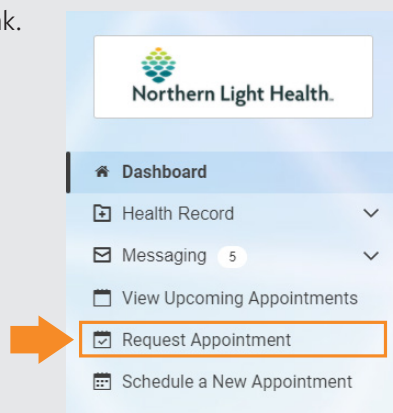 Northern Light Health.
Dashboard
Health Record
Messaging 5
View Upcoming Appointments
Request Appointment
Schedule a New Appointment